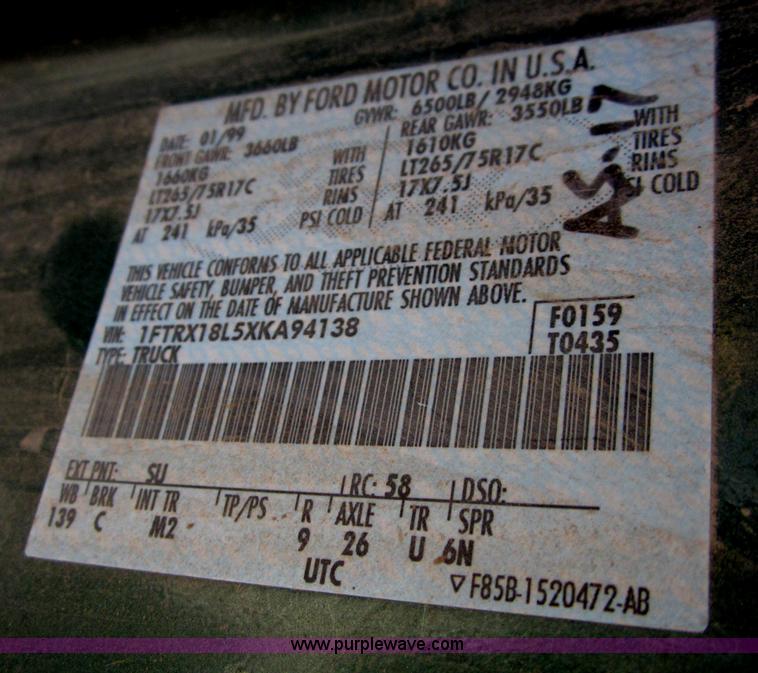 MFD. BY FORD MOTOR CO. IN U.S.A.
DATE: 01/99 GVWR: 6500LB/ 2948KG
FRONT GAWR: 3660LB REAR GAWR: 3550LB
1660KG WITH 1610KG WITH
LT265/75R17C TIRES LT265/75R17C TIRES
17X7.5J RIMS 17X7.5J RIMS
AT 241 kPa/35 PSI COLD AT 241 kPa/35 PSI COLD
THIS VEHICLE CONFORMS TO ALL APPLICABLE FEDERAL MOTOR
VEHICLE SAFETY, BUMPER, AND THEFT PREVENTION STANDARDS
IN EFFECT ON THE DATE OF MANUFACTURE SHOWN ABOVE.
VIN: 1FTRX18L5XKA94138 F0159
TYPE: TRUCK T0435
EXT PNT: SU RC: 58 DSO:
WB BRK INT TR TP/PS R AXLE TR SPR
139 C M2 9 26 U 6N
UTC
▽ F85B-1520472-AB
www.purplewave.com